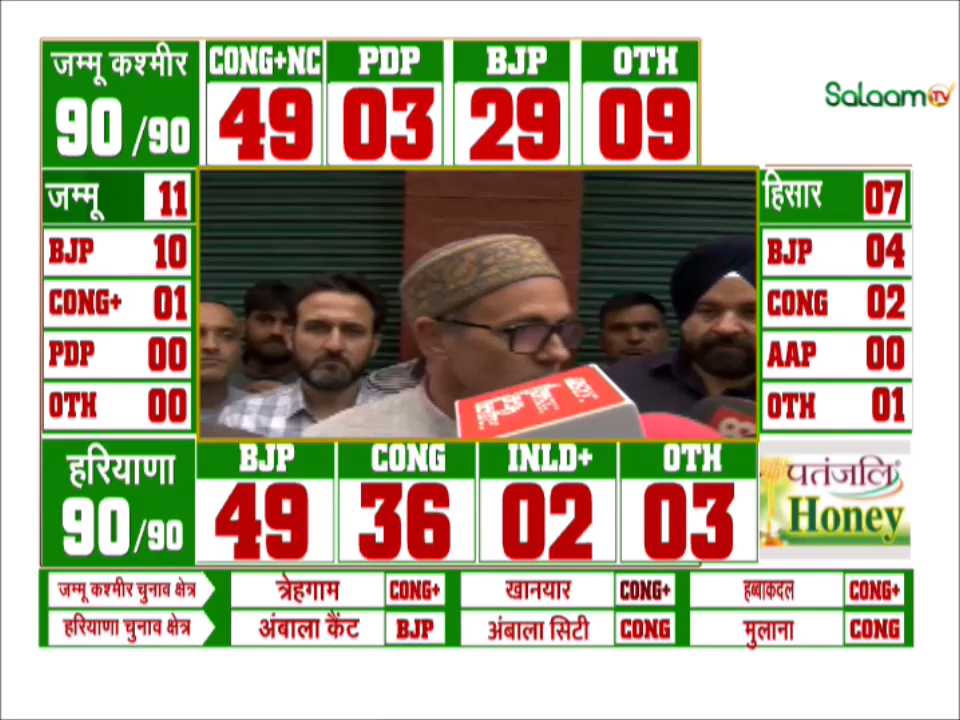 जम्मू कश्मीर
90/90
CONG+NC PDP BJP OTH
49 03 29 09
Salaam TV
जम्मू 11
BJP 10
CONG+ 01
PDP 00
OTH 00
हिसार 07
BJP 04
CONG 02
AAP 00
OTH 01
हरियाणा
90/90
BJP CONG INLD+ OTH
49 36 02 03
पतंजलि
Honey
जम्मू कश्मीर चुनाव क्षेत्र त्रेहगाम CONG+ खानयार CONG+ हब्बाकदल CONG+
हरियाणा चुनाव क्षेत्र अंबाला कैंट BJP अंबाला सिटी CONG मुलाना CONG